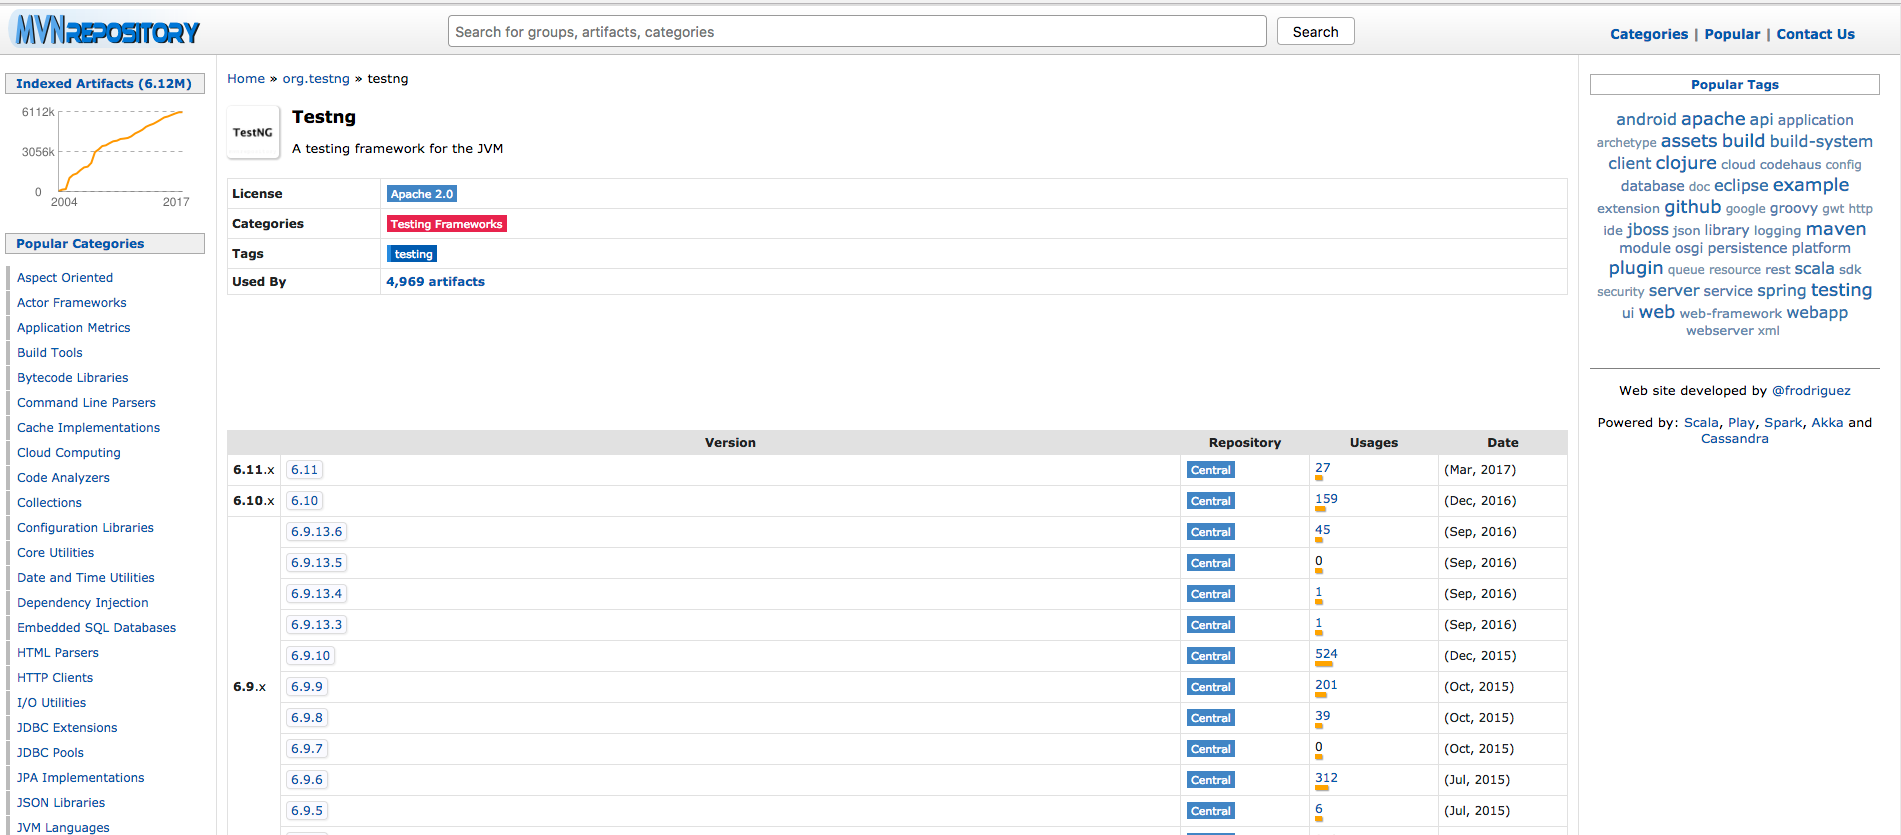 MVNREPOSITORY
Search for groups, artifacts, categories
Search
Categories | Popular | Contact Us
Indexed Artifacts (6.12M)
6112k
3056k
0
2004 2017
Popular Categories
Aspect Oriented
Actor Frameworks
Application Metrics
Build Tools
Bytecode Libraries
Command Line Parsers
Cache Implementations
Cloud Computing
Code Analyzers
Collections
Configuration Libraries
Core Utilities
Date and Time Utilities
Dependency Injection
Embedded SQL Databases
HTML Parsers
HTTP Clients
I/O Utilities
JDBC Extensions
JDBC Pools
JPA Implementations
JSON Libraries
JVM Languages
Home » org.testng » testng
TestNG
Testng
A testing framework for the JVM
License Apache 2.0
Categories Testing Frameworks
Tags testing
Used By 4,969 artifacts
Version Repository Usages Date
6.11.x 6.11 Central 27 (Mar, 2017)
6.10.x 6.10 Central 159 (Dec, 2016)
6.9.x
6.9.13.6 Central 45 (Sep, 2016)
6.9.13.5 Central 0 (Sep, 2016)
6.9.13.4 Central 1 (Sep, 2016)
6.9.13.3 Central 1 (Sep, 2016)
6.9.10 Central 524 (Dec, 2015)
6.9.9 Central 201 (Oct, 2015)
6.9.8 Central 39 (Oct, 2015)
6.9.7 Central 0 (Oct, 2015)
6.9.6 Central 312 (Jul, 2015)
6.9.5 Central 6 (Jul, 2015)
Popular Tags
android apache api application
archetype assets build build-system
client clojure cloud codehaus config
database doc eclipse example
extension github google groovy gwt http
ide jboss json library logging maven
module osgi persistence platform
plugin queue resource rest scala sdk
security server service spring testing
ui web web-framework webapp
webserver xml
Web site developed by @frodriguez
Powered by: Scala, Play, Spark, Akka and
Cassandra